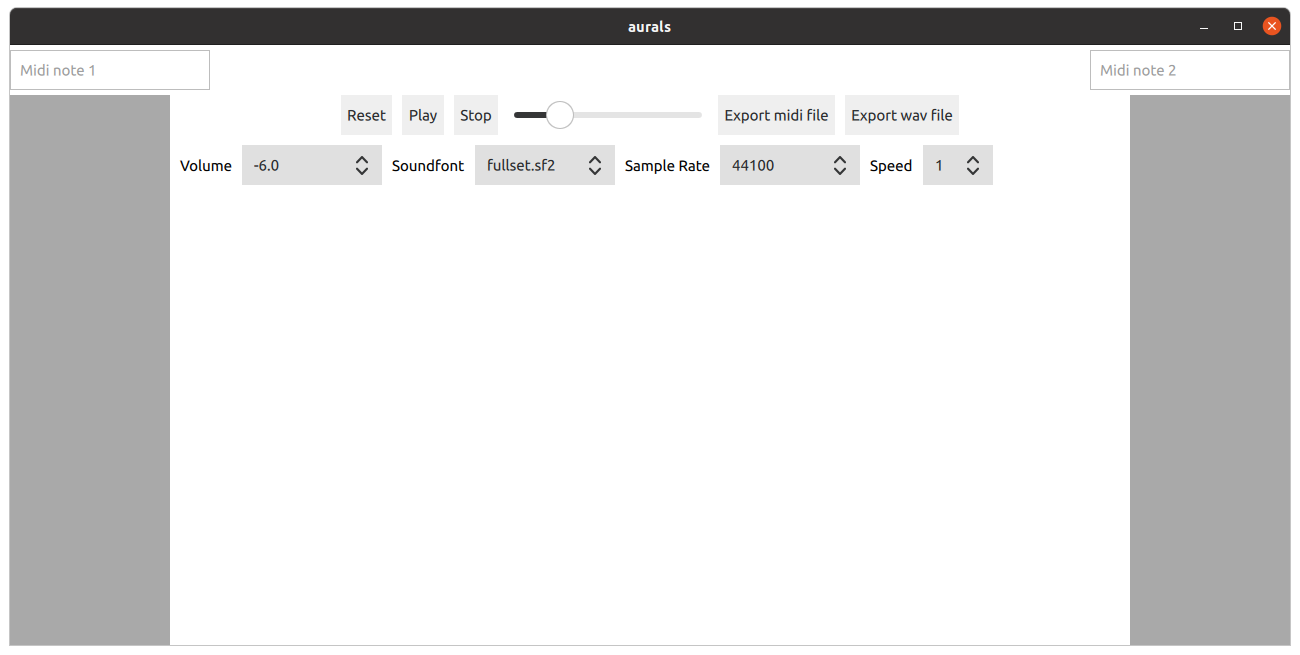 aurals
Midi note 1 Midi note 2
Reset Play Stop Export midi file Export wav file
Volume -6.0 Soundfont fullset.sf2 Sample Rate 44100 Speed 1